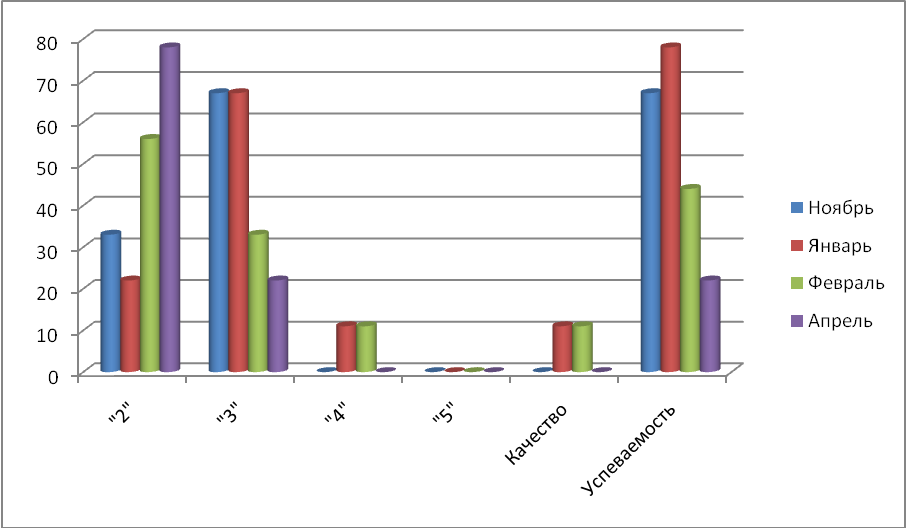 80
70
60
50
40
30
20
10
0
"2"
"3"
"4"
"5"
Качество
Успеваемость
Ноябрь
Январь
Февраль
Апрель